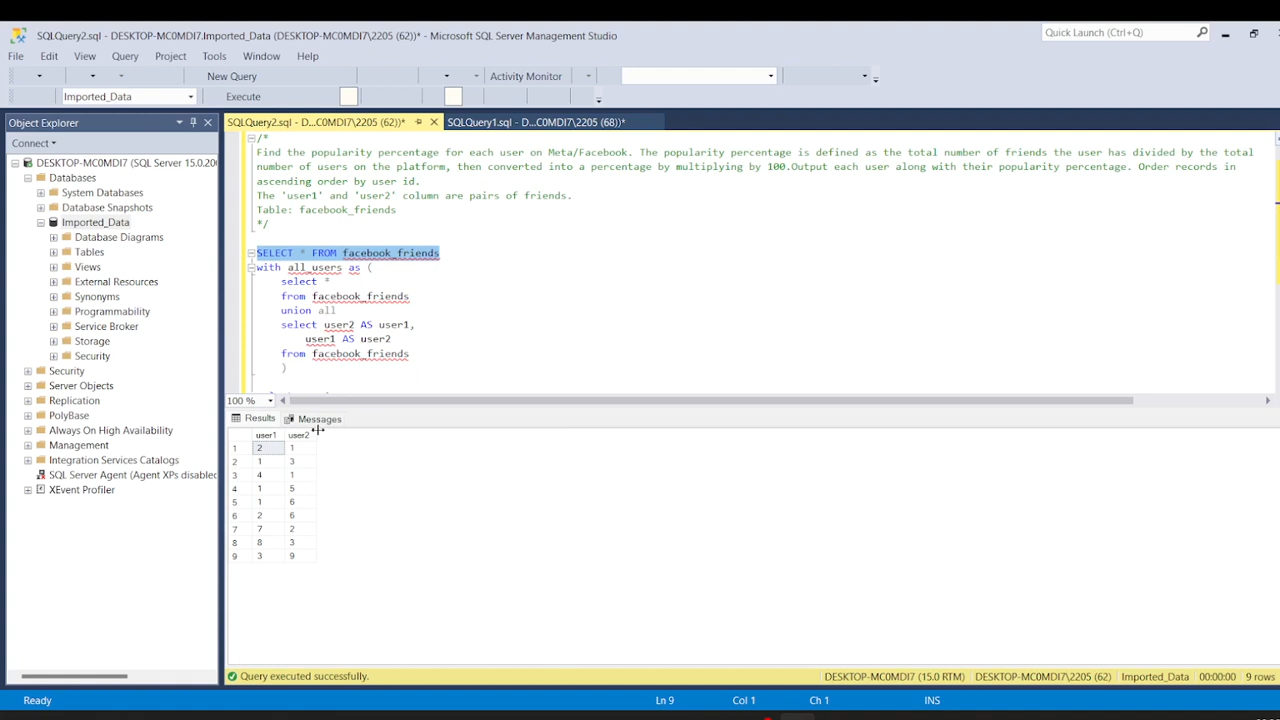 SQLQuery2.sql - DESKTOP-MC0MDI7.Imported_Data (DESKTOP-MC0MDI7\2205 (62))* - Microsoft SQL Server Management Studio
Quick Launch (Ctrl+Q)
File Edit View Query Project Tools Window Help
New Query Activity Monitor
Imported_Data Execute
Object Explorer
SQLQuery2.sql - D...C0MDI7\2205 (62))* SQLQuery1.sql - D...C0MDI7\2205 (68))*
Connect
DESKTOP-MC0MDI7 (SQL Server 15.0.200
Databases
System Databases
Database Snapshots
Imported_Data
Database Diagrams
Tables
Views
External Resources
Synonyms
Programmability
Service Broker
Storage
Security
Security
Server Objects
Replication
PolyBase
Always On High Availability
Management
Integration Services Catalogs
SQL Server Agent (Agent XPs disabled
XEvent Profiler
/*
Find the popularity percentage for each user on Meta/Facebook. The popularity percentage is defined as the total number of friends the user has divided by the total
number of users on the platform, then converted into a percentage by multiplying by 100.Output each user along with their popularity percentage. Order records in
ascending order by user id.
The 'user1' and 'user2' column are pairs of friends.
Table: facebook_friends
*/
SELECT * FROM facebook_friends
with all_users as (
select *
from facebook_friends
union all
select user2 AS user1,
user1 AS user2
from facebook_friends
)
100 %
Results Messages
user1 user2
1 2 1
2 1 3
3 4 1
4 1 5
5 1 6
6 2 6
7 7 2
8 8 3
9 3 9
Query executed successfully. DESKTOP-MC0MDI7 (15.0 RTM) DESKTOP-MC0MDI7\2205 (62) Imported_Data 00:00:00 9 rows
Ready Ln 9 Col 1 Ch 1 INS